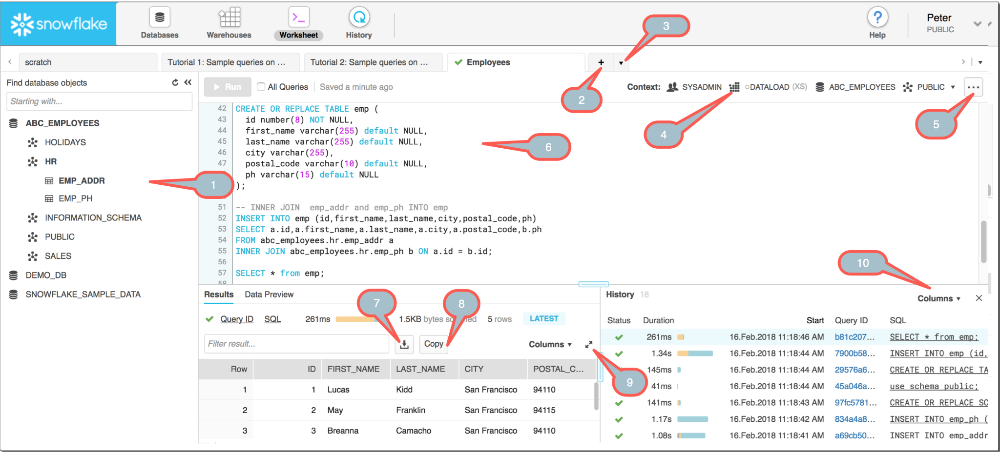 snowflake
Databases
Warehouses
Worksheet
History
3
Help
Peter
PUBLIC
scratch
Tutorial 1: Sample queries on ...
Tutorial 2: Sample queries on ...
Employees
+
Find database objects
Starting with...
Run
All Queries
Saved a minute ago
2
Context:
SYSADMIN
DATALOAD (XS)
ABC_EMPLOYEES
PUBLIC
...
4
5
ABC_EMPLOYEES
HOLIDAYS
HR
EMP_ADDR
EMP_PH
INFORMATION_SCHEMA
PUBLIC
SALES
DEMO_DB
SNOWFLAKE_SAMPLE_DATA
1
6
42 CREATE OR REPLACE TABLE emp (
43 id number(8) NOT NULL,
44 first_name varchar(255) default NULL,
45 last_name varchar(255) default NULL,
46 city varchar(255),
47 postal_code varchar(10) default NULL,
ph varchar(15) default NULL
);
51 -- INNER JOIN  emp_addr and emp_ph INTO emp
52 INSERT INTO emp (id,first_name,last_name,city,postal_code,ph)
53 SELECT a.id,a.first_name,a.last_name,a.city,a.postal_code,b.ph
54 FROM abc_employees.hr.emp_addr a
55 INNER JOIN abc_employees.hr.emp_ph b ON a.id = b.id;
56
57 SELECT * from emp;
58
10
Results
Data Preview
7
8
Query ID
SQL
261ms
1.5KB bytes
5 rows
LATEST
Filter result...
Copy
Columns
9
Row ID FIRST_NAME LAST_NAME CITY POSTAL_C...
1 1 Lucas Kidd San Francisco 94110
2 2 May Franklin San Francisco 94115
3 3 Breanna Camacho San Francisco 94110
History 18
Columns
Status Duration Start Query ID SQL
261ms 16.Feb.2018 11:18:46 AM b81c207... SELECT * from emp;
1.34s 16.Feb.2018 11:18:44 AM 7900b58... INSERT INTO emp (id,
145ms 16.Feb.2018 11:18:44 AM 29576a6... CREATE OR REPLACE TA
41ms 16.Feb.2018 11:18:44 AM 45a046a... use schema public;
141ms 16.Feb.2018 11:18:43 AM 97fc5781... CREATE OR REPLACE SC
1.17s 16.Feb.2018 11:18:42 AM 834a4a8... INSERT INTO emp_ph (
1.08s 16.Feb.2018 11:18:41 AM a69cb50... INSERT INTO emp_addr